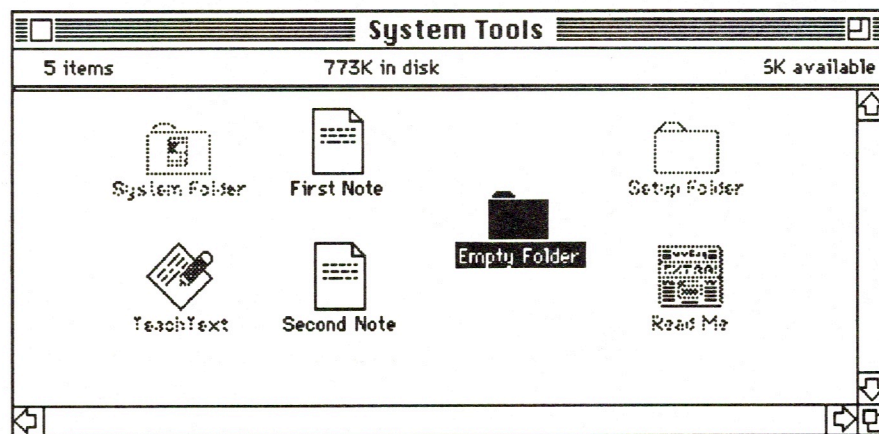 System Tools
5 items 773K in disk 5K available
System Folder First Note Setup Folder
Empty Folder
TeachText Second Note Read Me
EXTRA